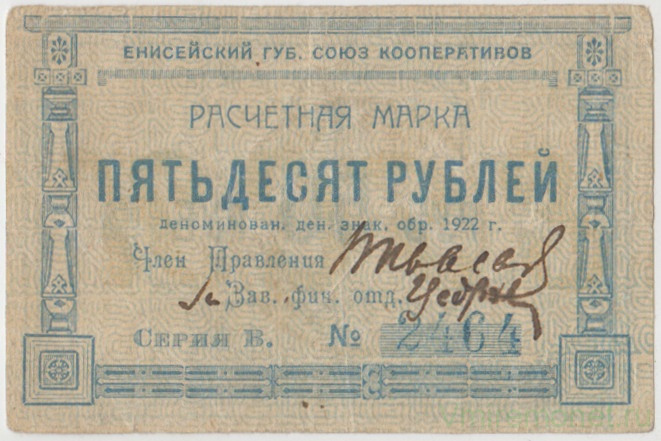 ЕНИСЕЙСКИЙ ГУБ. СОЮЗ КООПЕРАТИВОВ
РАСЧЕТНАЯ МАРКА
ПЯТЬДЕСЯТ РУБЛЕЙ
деноминован. ден. знак. обр. 1922 г.
Член Правления
Зав. фин. отд.
Серия В. № 2464